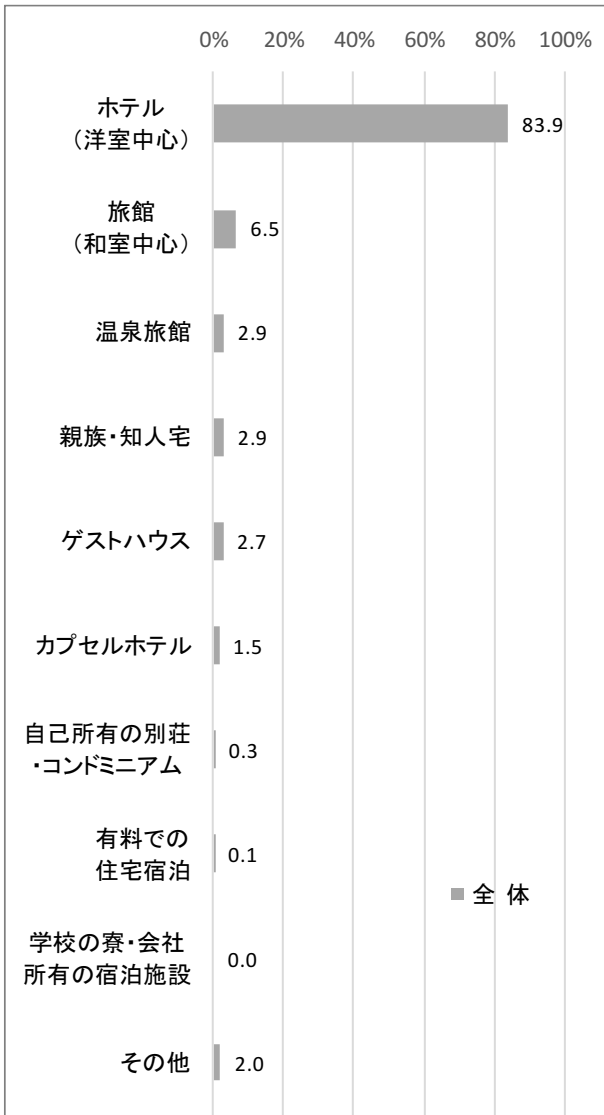 0% 20% 40% 60% 80% 100%
ホテル
(洋室中心)
83.9
旅館
(和室中心)
6.5
温泉旅館
2.9
親族・知人宅
2.9
ゲストハウス
2.7
カプセルホテル
1.5
自己所有の別荘
・コンドミニアム
0.3
有料での
住宅宿泊
0.1
全 体
学校の寮・会社
所有の宿泊施設
0.0
その他
2.0